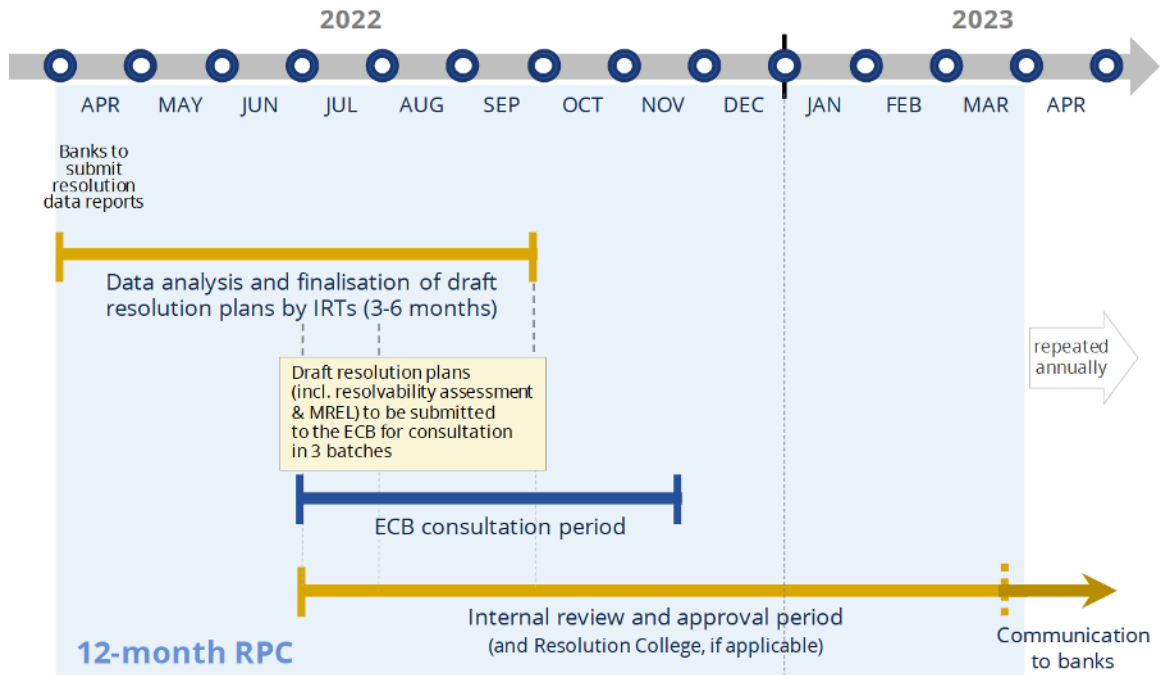 2022
2023
APR MAY JUN JUL AUG SEP OCT NOV DEC JAN FEB MAR APR
Banks to
submit
resolution
data reports
Data analysis and finalisation of draft
resolution plans by IRTs (3-6 months)
repeated
annually
Draft resolution plans
(incl. resolvability assessment
& MREL) to be submitted
to the ECB for consultation
in 3 batches
ECB consultation period
Internal review and approval period
(and Resolution College, if applicable)
Communication
to banks
12-month RPC